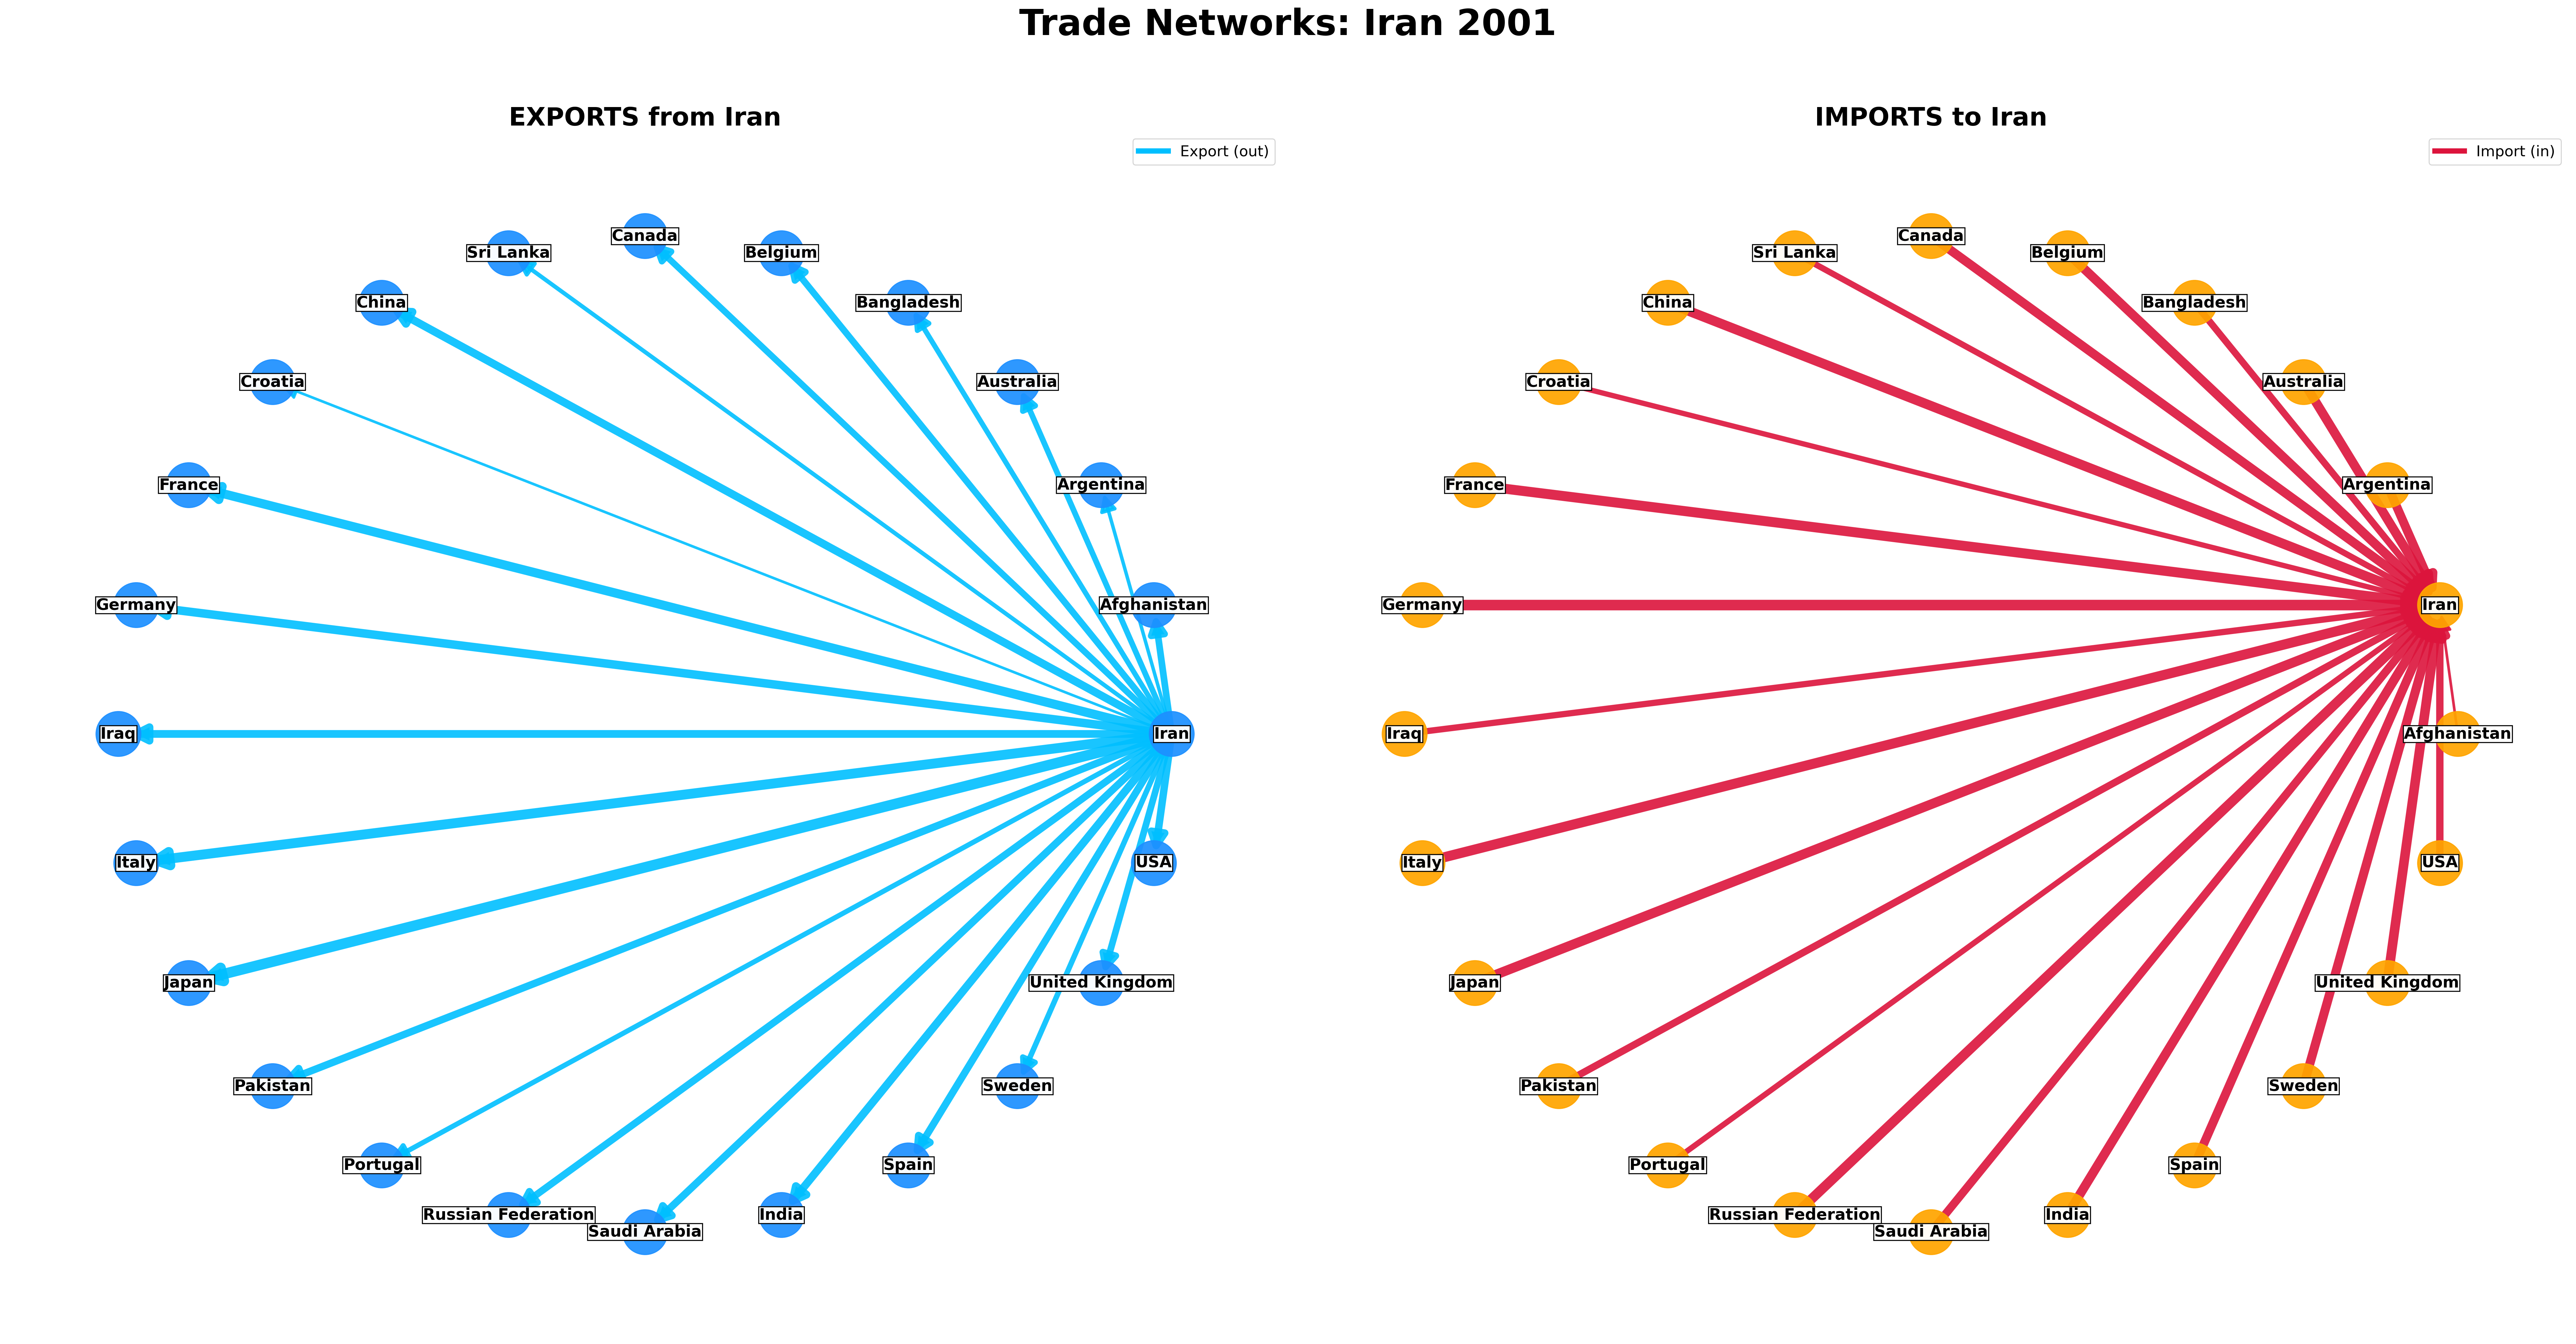 Trade Networks: Iran 2001
EXPORTS from Iran
Export (out)
Canada
Sri Lanka
Belgium
China
Bangladesh
Croatia
Australia
France
Argentina
Germany
Afghanistan
Iraq
Iran
Italy
USA
Japan
United Kingdom
Pakistan
Sweden
Portugal
Spain
Russian Federation
India
Saudi Arabia
IMPORTS to Iran
Import (in)
Canada
Sri Lanka
Belgium
China
Bangladesh
Croatia
Australia
France
Argentina
Germany
Iran
Iraq
Afghanistan
Italy
USA
Japan
United Kingdom
Pakistan
Sweden
Portugal
Spain
Russian Federation
India
Saudi Arabia